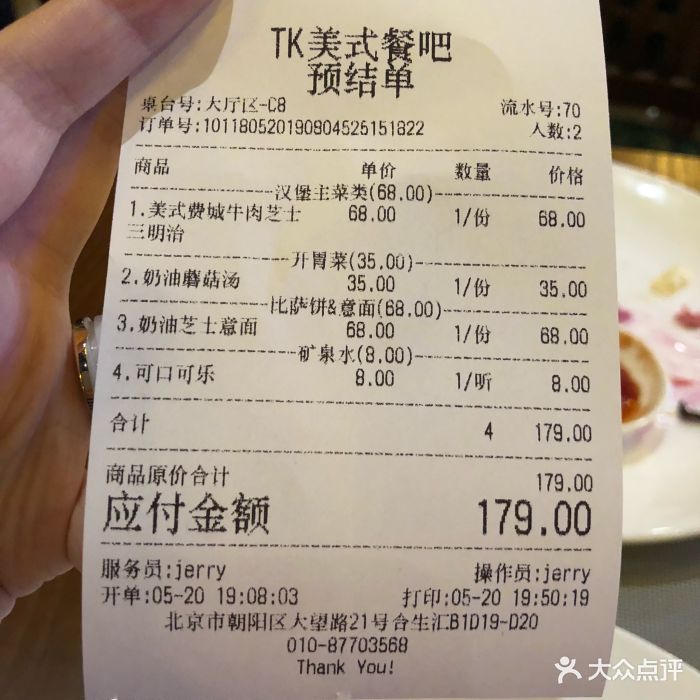 TK美式餐吧
预结单
桌台号:大厅区-C8 流水号:70
订单号:101180520190804525151822 人数:2
商品 单价 数量 价格
汉堡主菜类(68.00)
1.美式费城牛肉芝士 68.00 1/份 68.00
三明治
开胃菜(35.00)
2.奶油蘑菇汤 35.00 1/份 35.00
比萨饼&意面(68.00)
3.奶油芝士意面 68.00 1/份 68.00
矿泉水(8.00)
4.可口可乐 8.00 1/听 8.00
合计 4 179.00
商品原价合计 179.00
应付金额 179.00
服务员:jerry 操作员:jerry
开单:05-20 19:08:03 打印:05-20 19:50:19
北京市朝阳区大望路21号合生汇B1D19-D20
010-87703568
Thank You!
大众点评